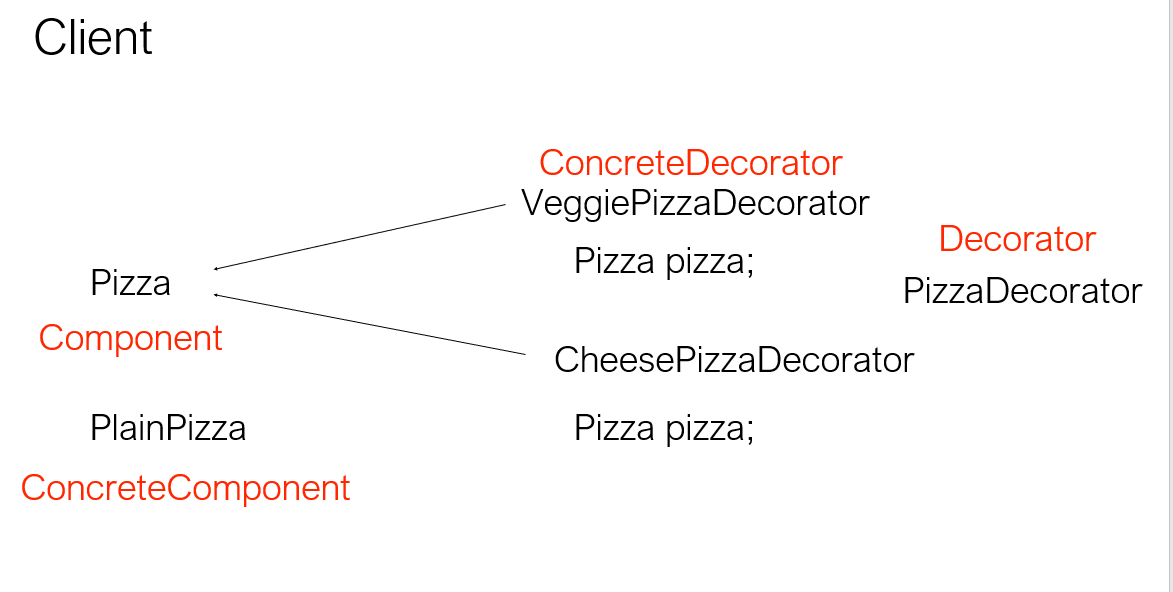 Client
ConcreteDecorator
VeggiePizzaDecorator
Pizza pizza;
Decorator
PizzaDecorator
Pizza
Component
CheesePizzaDecorator
Pizza pizza;
PlainPizza
ConcreteComponent